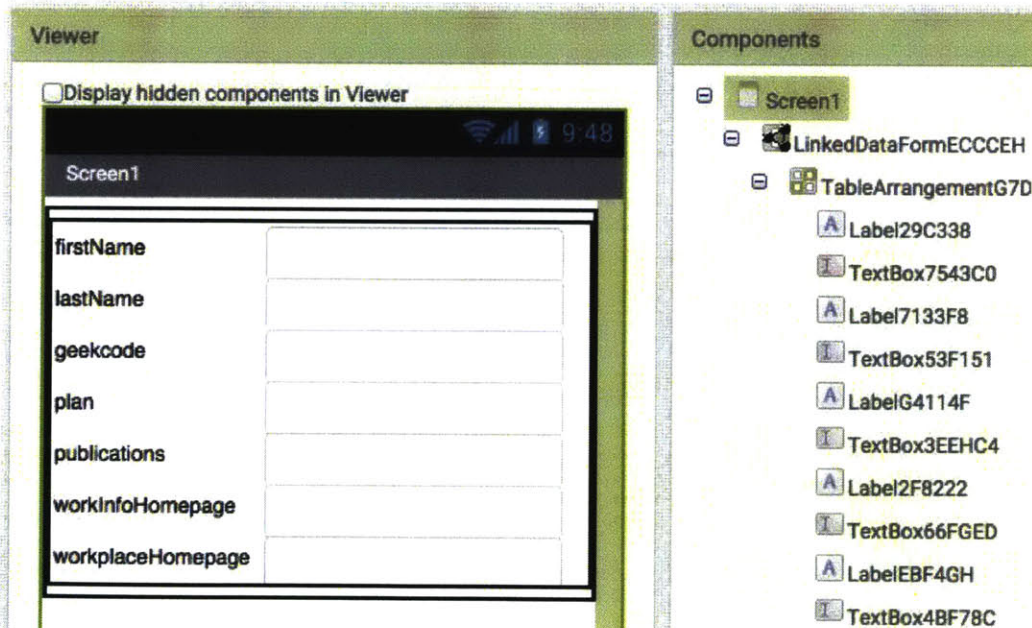 Viewer
Display hidden components in Viewer
9:48
Screen1
firstName
lastName
geekcode
plan
publications
workInfoHomepage
workplaceHomepage
Components
Screen1
LinkedDataFormECCCEH
TableArrangementG7D
Label29C338
TextBox7543C0
Label7133F8
TextBox53F151
LabelG4114F
TextBox3EEHC4
Label2F8222
TextBox66FGED
LabelEBF4GH
TextBox4BF78C